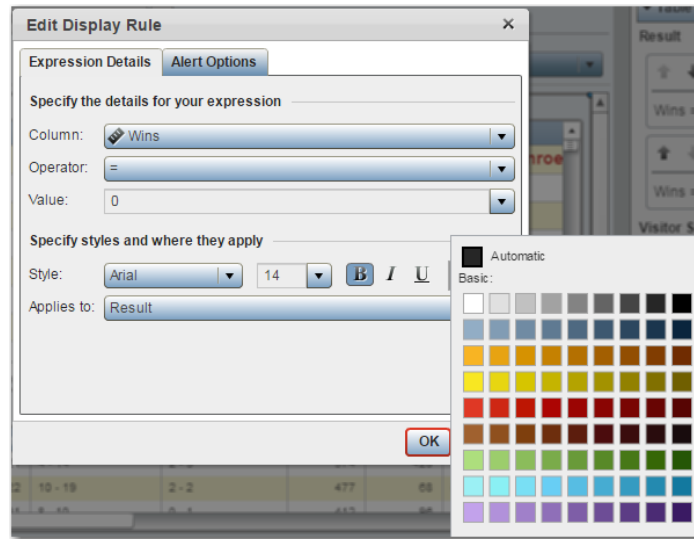 Edit Display Rule
Expression Details
Alert Options
Specify the details for your expression
Column:
Wins
Operator:
=
Value:
0
Specify styles and where they apply
Style:
Arial
14
B
I
U
Applies to:
Result
OK
Automatic
Basic:
Table
Result
Wins =
Wins =
Visitor S
10 - 19
2 - 2
477
68